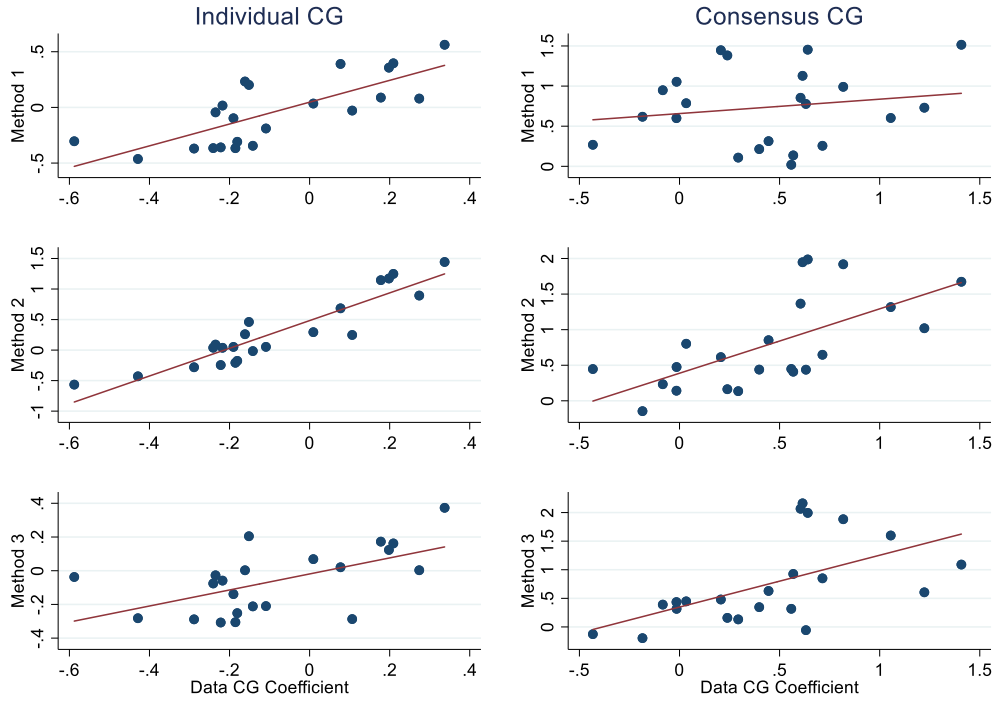 Individual CG
Consensus CG
Method 1
.5
0
-.5
-.6 -.4 -.2 0 .2 .4
Method 1
1.5
1
.5
0
-.5 0 .5 1 1.5
Method 2
1.5
1
.5
0
-.5
-1
-.6 -.4 -.2 0 .2 .4
Method 2
2
1.5
1
.5
0
-.5 0 .5 1 1.5
Method 3
.4
.2
0
-.2
-.4
-.6 -.4 -.2 0 .2 .4
Data CG Coefficient
Method 3
2
1.5
1
.5
0
-.5 0 .5 1 1.5
Data CG Coefficient